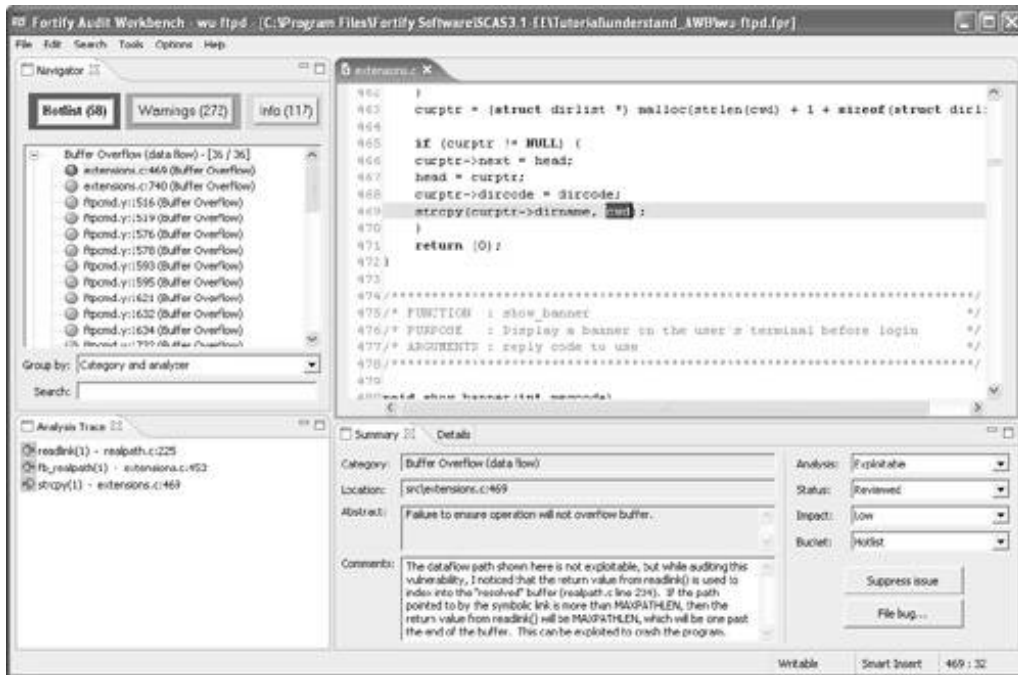 Fortify Audit Workbench - wu ftpd - [C:\Program Files\Fortify Software\SCAS3.1-EE\Tutorial\understand_AWB\wu-ftpd.fpr]
File Edit Search Tools Options Help
Navigator
Hotlist (58) Warnings (272) Info (117)
Buffer Overflow (data flow) - [36 / 36]
extensions.c:469 (Buffer Overflow)
extensions.c:740 (Buffer Overflow)
ftpcmd.y:1516 (Buffer Overflow)
ftpcmd.y:1519 (Buffer Overflow)
ftpcmd.y:1576 (Buffer Overflow)
ftpcmd.y:1578 (Buffer Overflow)
ftpcmd.y:1593 (Buffer Overflow)
ftpcmd.y:1595 (Buffer Overflow)
ftpcmd.y:1621 (Buffer Overflow)
ftpcmd.y:1632 (Buffer Overflow)
ftpcmd.y:1634 (Buffer Overflow)
Group by: Category and analyzer
Search:
extensions.c
462 }
463 curptr = (struct dirlist *) malloc(strlen(cwd) + 1 + sizeof(struct dirl
464
465 if (curptr != NULL) {
466 curptr->next = head;
467 head = curptr;
468 curptr->dircode = dircode;
469 strcpy(curptr->dirname, cwd);
470 }
471 return (0);
472 }
473
474 /*************************************************************************/
475 /* FUNCTION : show_banner */
476 /* PURPOSE : Display a banner on the user s terminal before login */
477 /* ARGUMENTS : reply code to use */
478 /*************************************************************************/
479
480 void show_banner(int msgcode)
Analysis Trace
readlink(1) - realpath.c:225
fb_realpath(1) - extensions.c:453
strcpy(1) - extensions.c:469
Summary Details
Category: Buffer Overflow (data flow)
Location: src\extensions.c:469
Abstract: Failure to ensure operation will not overflow buffer.
Comments: The dataflow path shown here is not exploitable, but while auditing this
vulnerability, I noticed that the return value from readlink() is used to
index into the "resolved" buffer (realpath.c line 234). If the path
pointed to by the symbolic link is more than MAXPATHLEN, then the
return value from readlink() will be MAXPATHLEN, which will be one past
the end of the buffer. This can be exploited to crash the program.
Analysis: Exploitable
Status: Reviewed
Impact: Low
Bucket: Hotlist
Suppress issue
File bug...
Writable Smart Insert 469 : 32